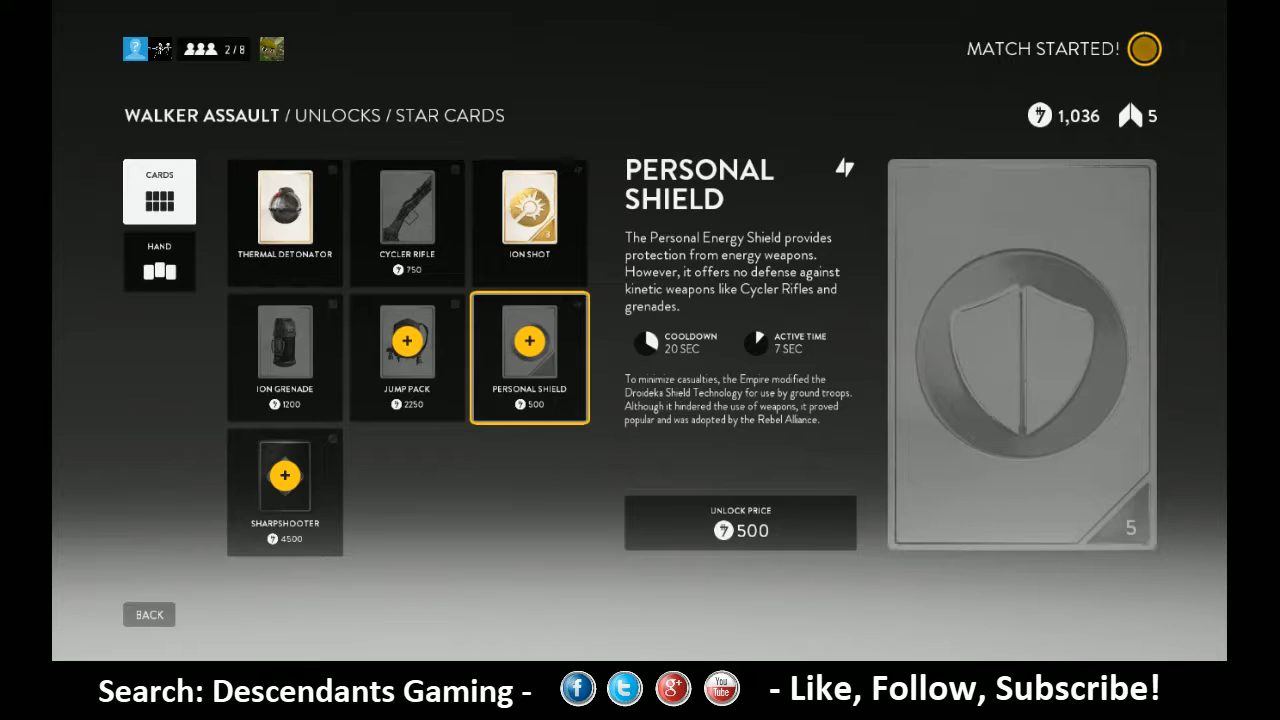 2/8
MATCH STARTED!
WALKER ASSAULT / UNLOCKS / STAR CARDS
1,036
5
CARDS
HAND
THERMAL DETONATOR
CYCLER RIFLE
750
ION SHOT
3
ION GRENADE
1200
JUMP PACK
2250
PERSONAL SHIELD
500
SHARPSHOOTER
4500
PERSONAL
SHIELD
The Personal Energy Shield provides
protection from energy weapons.
However, it offers no defense against
kinetic weapons like Cycler Rifles and
grenades.
COOLDOWN
20 SEC
ACTIVE TIME
7 SEC
To minimize casualties, the Empire modified the
Droideka Shield Technology for use by ground troops.
Although it hindered the use of weapons, it proved
popular and was adopted by the Rebel Alliance.
UNLOCK PRICE
500
5
BACK
Search: Descendants Gaming -
f
t
g+
You
Tube
- Like, Follow, Subscribe!